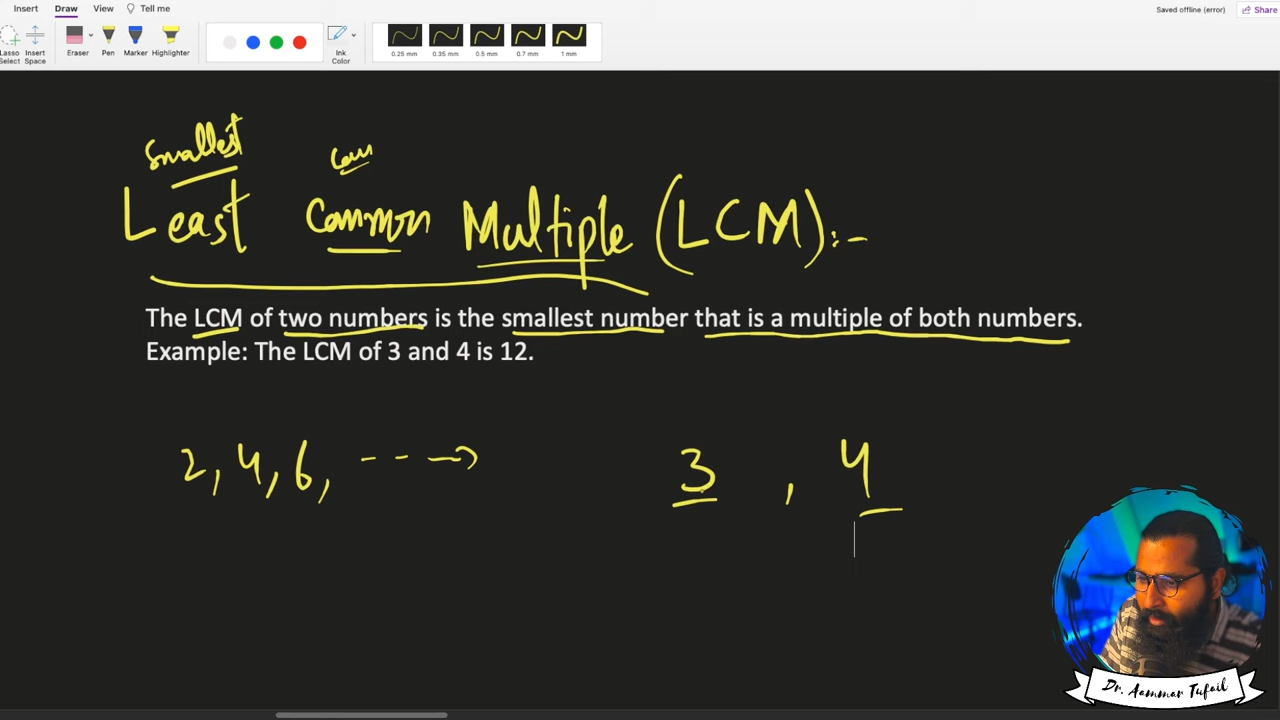 Insert Draw View Tell me Saved offline (error) Share
Lasso Select Insert Space Eraser Pen Marker Highlighter Ink Color 0.25 mm 0.35 mm 0.5 mm 0.7 mm 1 mm
Smallest
Least Common Multiple (LCM):-
The LCM of two numbers is the smallest number that is a multiple of both numbers.
Example: The LCM of 3 and 4 is 12.
2, 4, 6, --→ 3 , 4
Dr. Aammar Tufail